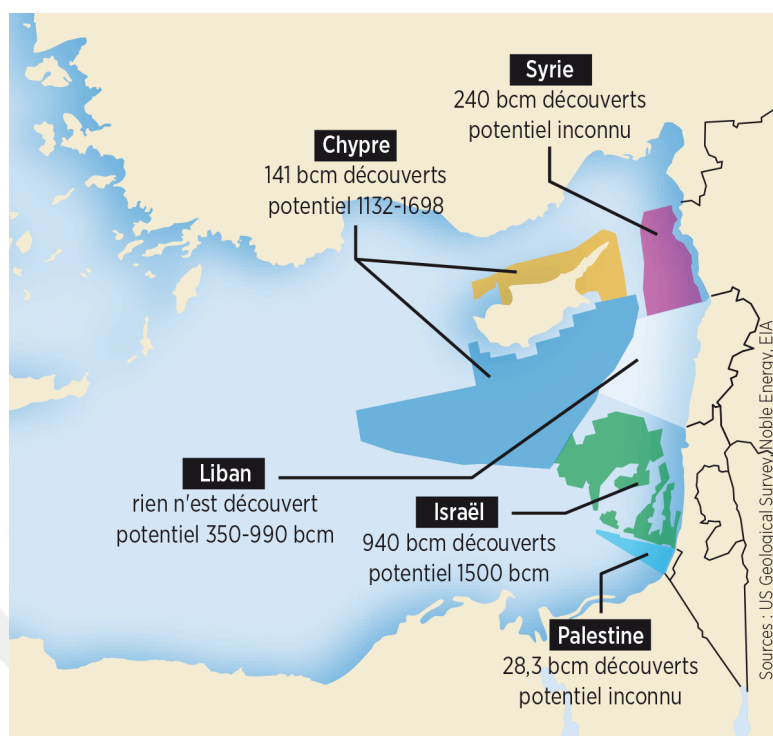 Syrie
240 bcm découverts
potentiel inconnu
Chypre
141 bcm découverts
potentiel 1132-1698
Liban
rien n'est découvert
potentiel 350-990 bcm
Israël
940 bcm découverts
potentiel 1500 bcm
Palestine
28,3 bcm découverts
potentiel inconnu
Sources : US Geological Survey, Noble Energy, EIA